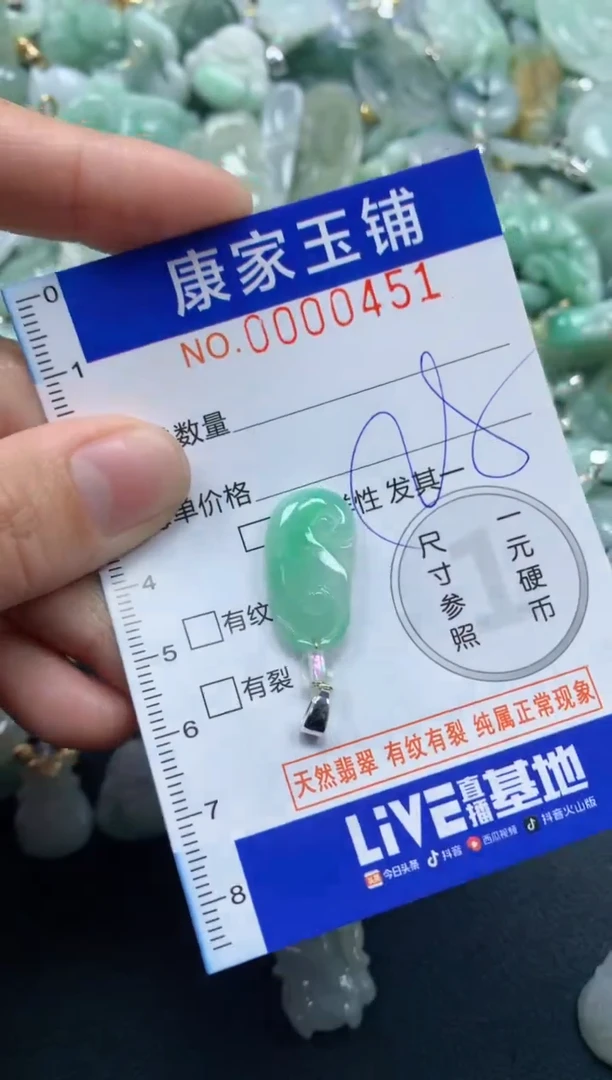 康家玉铺
NO.0000451
0
1
数量
单价格
性 发其一
4
有纹
5
有裂
6
7
8
尺寸参照
一元硬币
1
天然翡翠 有纹有裂 纯属正常现象
LiVE直播基地
今日头条 抖音 西瓜视频 抖音火山版